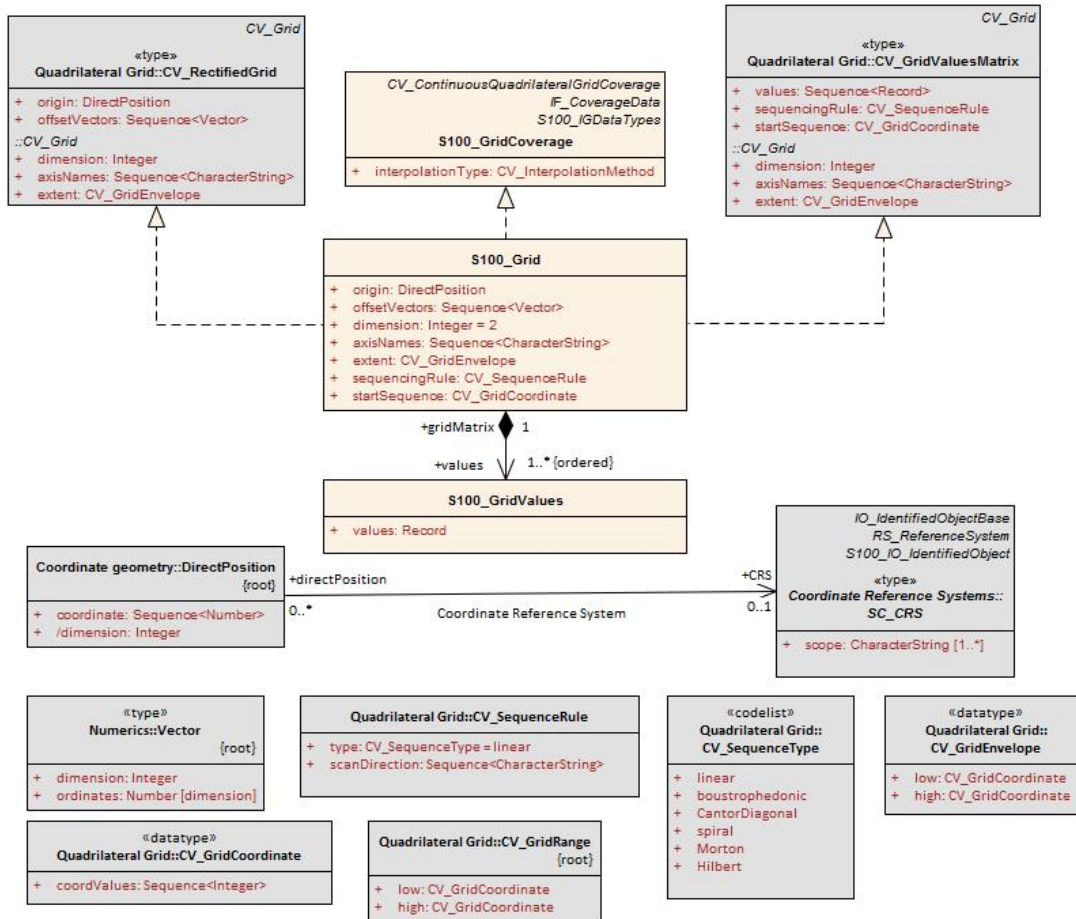 CV_Grid
«type»
Quadrilateral Grid::CV_RectifiedGrid
+ origin: DirectPosition
+ offsetVectors: Sequence<Vector>
::CV_Grid
+ dimension: Integer
+ axisNames: Sequence<CharacterString>
+ extent: CV_GridEnvelope
CV_ContinuousQuadrilateralGridCoverage
IF_CoverageData
S100_IGDataTypes
S100_GridCoverage
+ interpolationType: CV_InterpolationMethod
CV_Grid
«type»
Quadrilateral Grid::CV_GridValuesMatrix
+ values: Sequence<Record>
+ sequencingRule: CV_SequenceRule
+ startSequence: CV_GridCoordinate
::CV_Grid
+ dimension: Integer
+ axisNames: Sequence<CharacterString>
+ extent: CV_GridEnvelope
S100_Grid
+ origin: DirectPosition
+ offsetVectors: Sequence<Vector>
+ dimension: Integer = 2
+ axisNames: Sequence<CharacterString>
+ extent: CV_GridEnvelope
+ sequencingRule: CV_SequenceRule
+ startSequence: CV_GridCoordinate
+gridMatrix 1
+values 1..* {ordered}
S100_GridValues
+ values: Record
Coordinate geometry::DirectPosition
{root}
+ coordinate: Sequence<Number>
+ /dimension: Integer
+directPosition
0..*
Coordinate Reference System
+CRS
0..1
IO_IdentifiedObjectBase
RS_ReferenceSystem
S100_IO_IdentifiedObject
«type»
Coordinate Reference Systems::
SC_CRS
+ scope: CharacterString [1..*]
«type»
Numerics::Vector
{root}
+ dimension: Integer
+ ordinates: Number [dimension]
Quadrilateral Grid::CV_SequenceRule
+ type: CV_SequenceType = linear
+ scanDirection: Sequence<CharacterString>
«codelist»
Quadrilateral Grid::
CV_SequenceType
+ linear
+ boustrophedonic
+ CantorDiagonal
+ spiral
+ Morton
+ Hilbert
«datatype»
Quadrilateral Grid::
CV_GridEnvelope
+ low: CV_GridCoordinate
+ high: CV_GridCoordinate
«datatype»
Quadrilateral Grid::CV_GridCoordinate
+ coordValues: Sequence<Integer>
Quadrilateral Grid::CV_GridRange
{root}
+ low: CV_GridCoordinate
+ high: CV_GridCoordinate